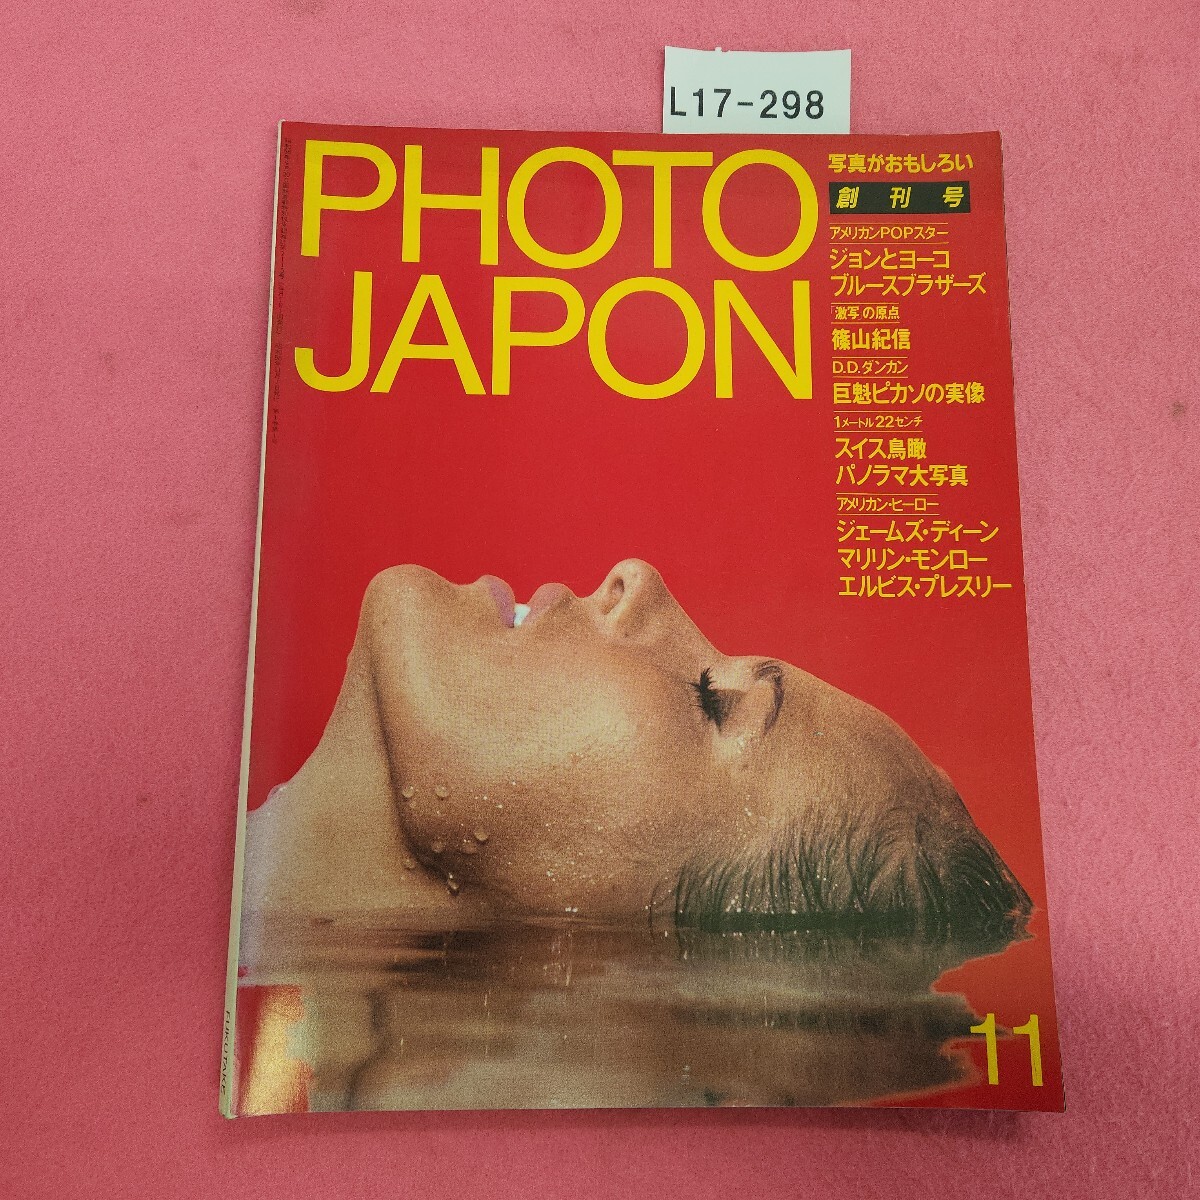 L17-298
PHOTO
JAPON
写真がおもしろい
創刊号
アメリカンPOPスター
ジョンとヨーコ
ブルースブラザーズ
「激写」の原点
篠山紀信
D.D.ダンカン
巨魁ピカソの実像
1メートル22センチ
スイス鳥瞰
パノラマ大写真
アメリカン・ヒーロー
ジェームズ・ディーン
マリリン・モンロー
エルビス・プレスリー
11
FUKUTAKE